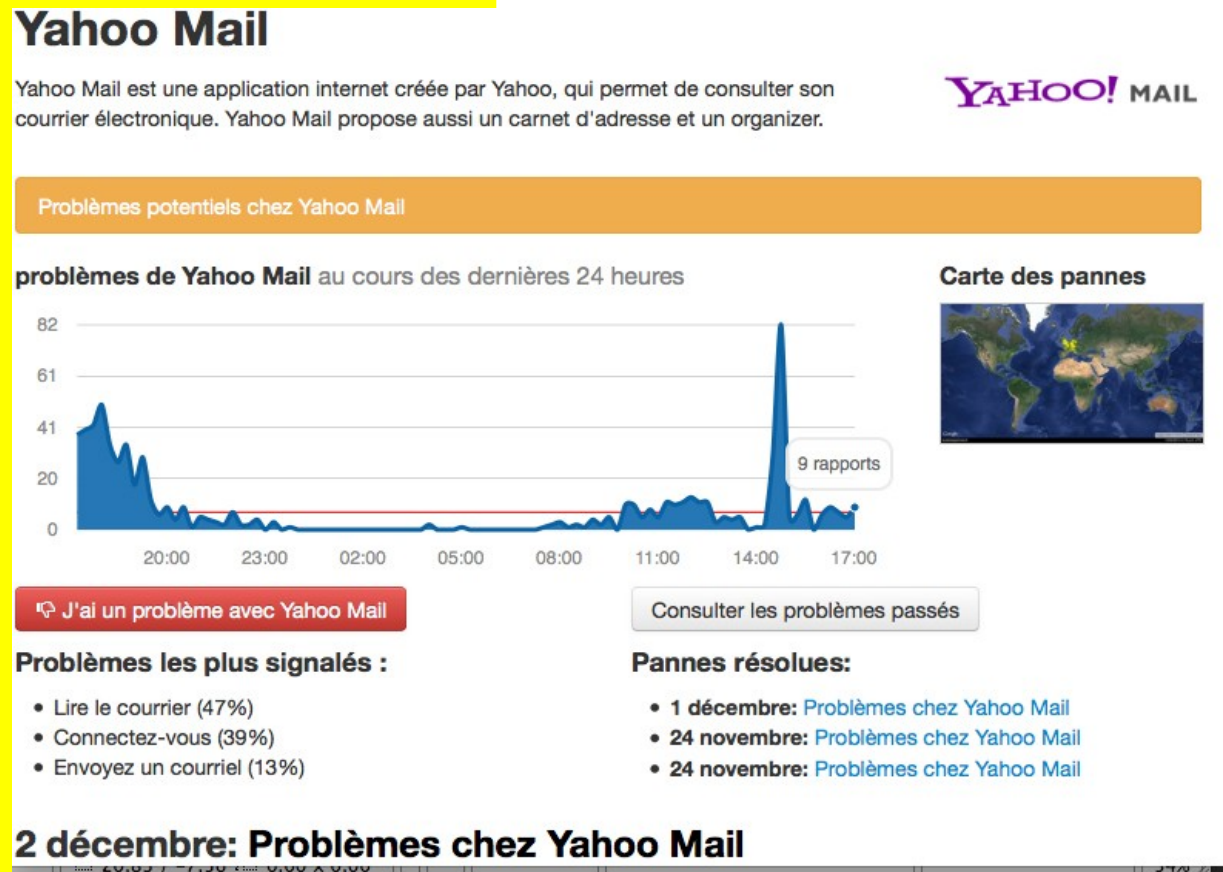 Yahoo Mail
Yahoo Mail est une application internet créée par Yahoo, qui permet de consulter son
courrier électronique. Yahoo Mail propose aussi un carnet d'adresse et un organizer.
YAHOO! MAIL
Problèmes potentiels chez Yahoo Mail
problèmes de Yahoo Mail au cours des dernières 24 heures
82
61
41
20
0
9 rapports
20:00 23:00 02:00 05:00 08:00 11:00 14:00 17:00
Carte des pannes
J'ai un problème avec Yahoo Mail
Consulter les problèmes passés
Problèmes les plus signalés :
• Lire le courrier (47%)
• Connectez-vous (39%)
• Envoyez un courriel (13%)
Pannes résolues:
• 1 décembre: Problèmes chez Yahoo Mail
• 24 novembre: Problèmes chez Yahoo Mail
• 24 novembre: Problèmes chez Yahoo Mail
2 décembre: Problèmes chez Yahoo Mail